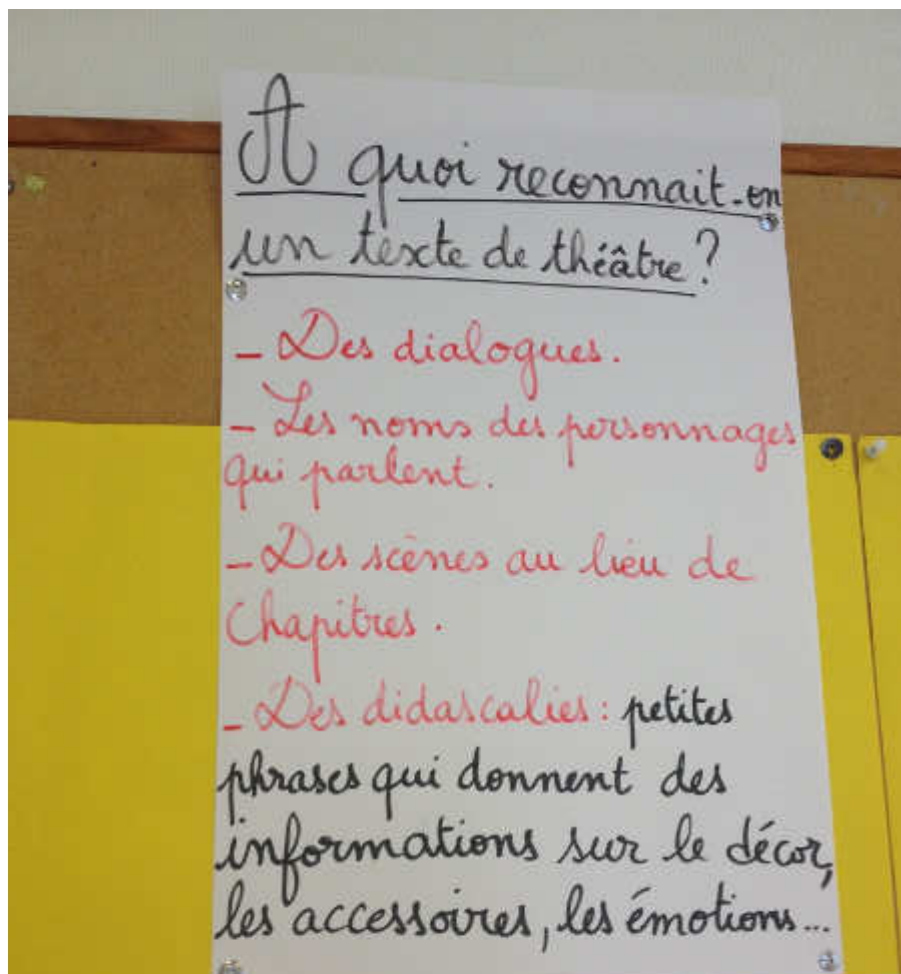 A quoi reconnait-on
un texte de théâtre ?
- Des dialogues.
- Les noms des personnages
qui parlent.
- Des scènes au lieu de
Chapitres.
- Des didascalies : petites
phrases qui donnent des
informations sur le décor,
les accessoires, les émotions...